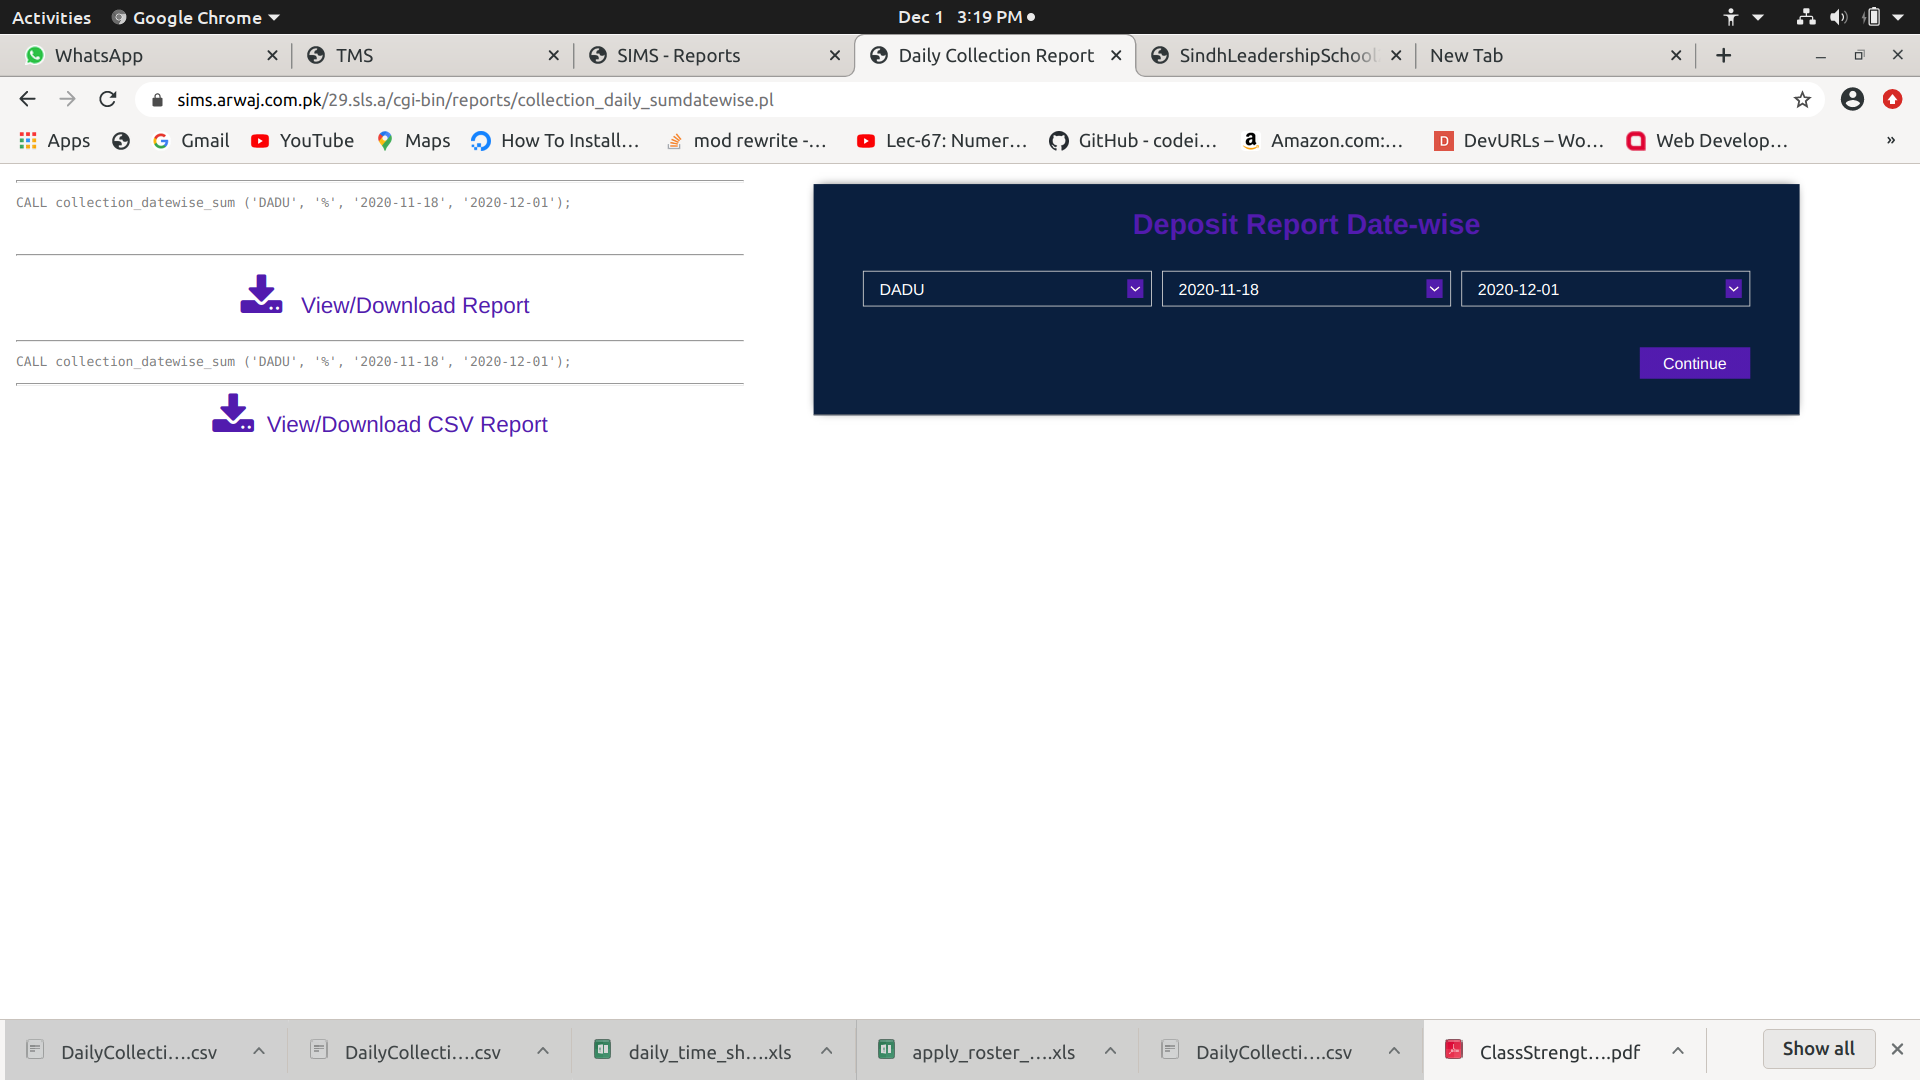 Activities Google Chrome Dec 1 3:19 PM
WhatsApp TMS SIMS - Reports Daily Collection Report SindhLeadershipSchool New Tab
sims.arwaj.com.pk/29.sls.a/cgi-bin/reports/collection_daily_sumdatewise.pl
Apps Gmail YouTube Maps How To Install... mod rewrite -... Lec-67: Numer... GitHub - codei... Amazon.com:... DevURLs – Wo... Web Develop... »
CALL collection_datewise_sum ('DADU', '%', '2020-11-18', '2020-12-01');
View/Download Report
CALL collection_datewise_sum ('DADU', '%', '2020-11-18', '2020-12-01');
View/Download CSV Report
Deposit Report Date-wise
DADU 2020-11-18 2020-12-01
Continue
DailyCollecti....csv DailyCollecti....csv daily_time_sh....xls apply_roster_....xls DailyCollecti....csv ClassStrengt....pdf Show all